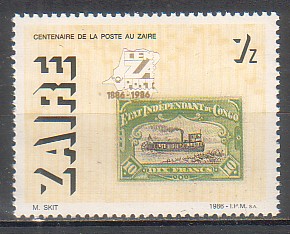 CENTENAIRE DE LA POSTE AU ZAIRE
7Z
ZAIRE
Z
1886-1986
ETAT INDÉPENDANT DU CONGO
10 DIX FRANCS 10
M. SKIT
1986 - I.P.M. S.A.